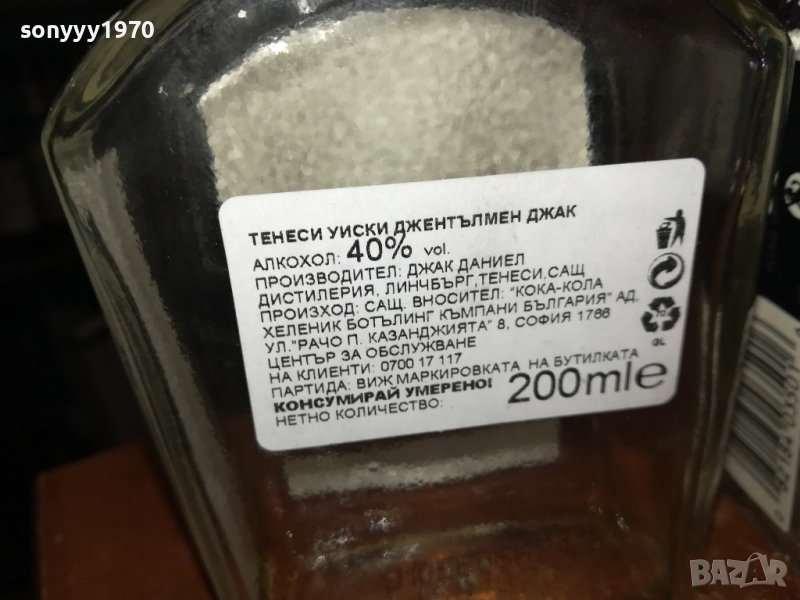 sonyyy1970
ТЕНЕСИ УИСКИ ДЖЕНТЪЛМЕН ДЖАК
АЛКОХОЛ: 40% vol.
ПРОИЗВОДИТЕЛ: ДЖАК ДАНИЕЛ
ДИСТИЛЕРИЯ, ЛИНЧБЪРГ,ТЕНЕСИ,САЩ
ПРОИЗХОД: САЩ. ВНОСИТЕЛ: "КОКА-КОЛА
ХЕЛЕНИК БОТЪЛИНГ КЪМПАНИ БЪЛГАРИЯ" АД,
УЛ."РАЧО П. КАЗАНДЖИЯТА" 8, СОФИЯ 1766
ЦЕНТЪР ЗА ОБСЛУЖВАНЕ
НА КЛИЕНТИ: 0700 17 117
ПАРТИДА: ВИЖ МАРКИРОВКАТА НА БУТИЛКАТА
КОНСУМИРАЙ УМЕРЕНО!
НЕТНО КОЛИЧЕСТВО: 200ml e
70
GL
BAZAR